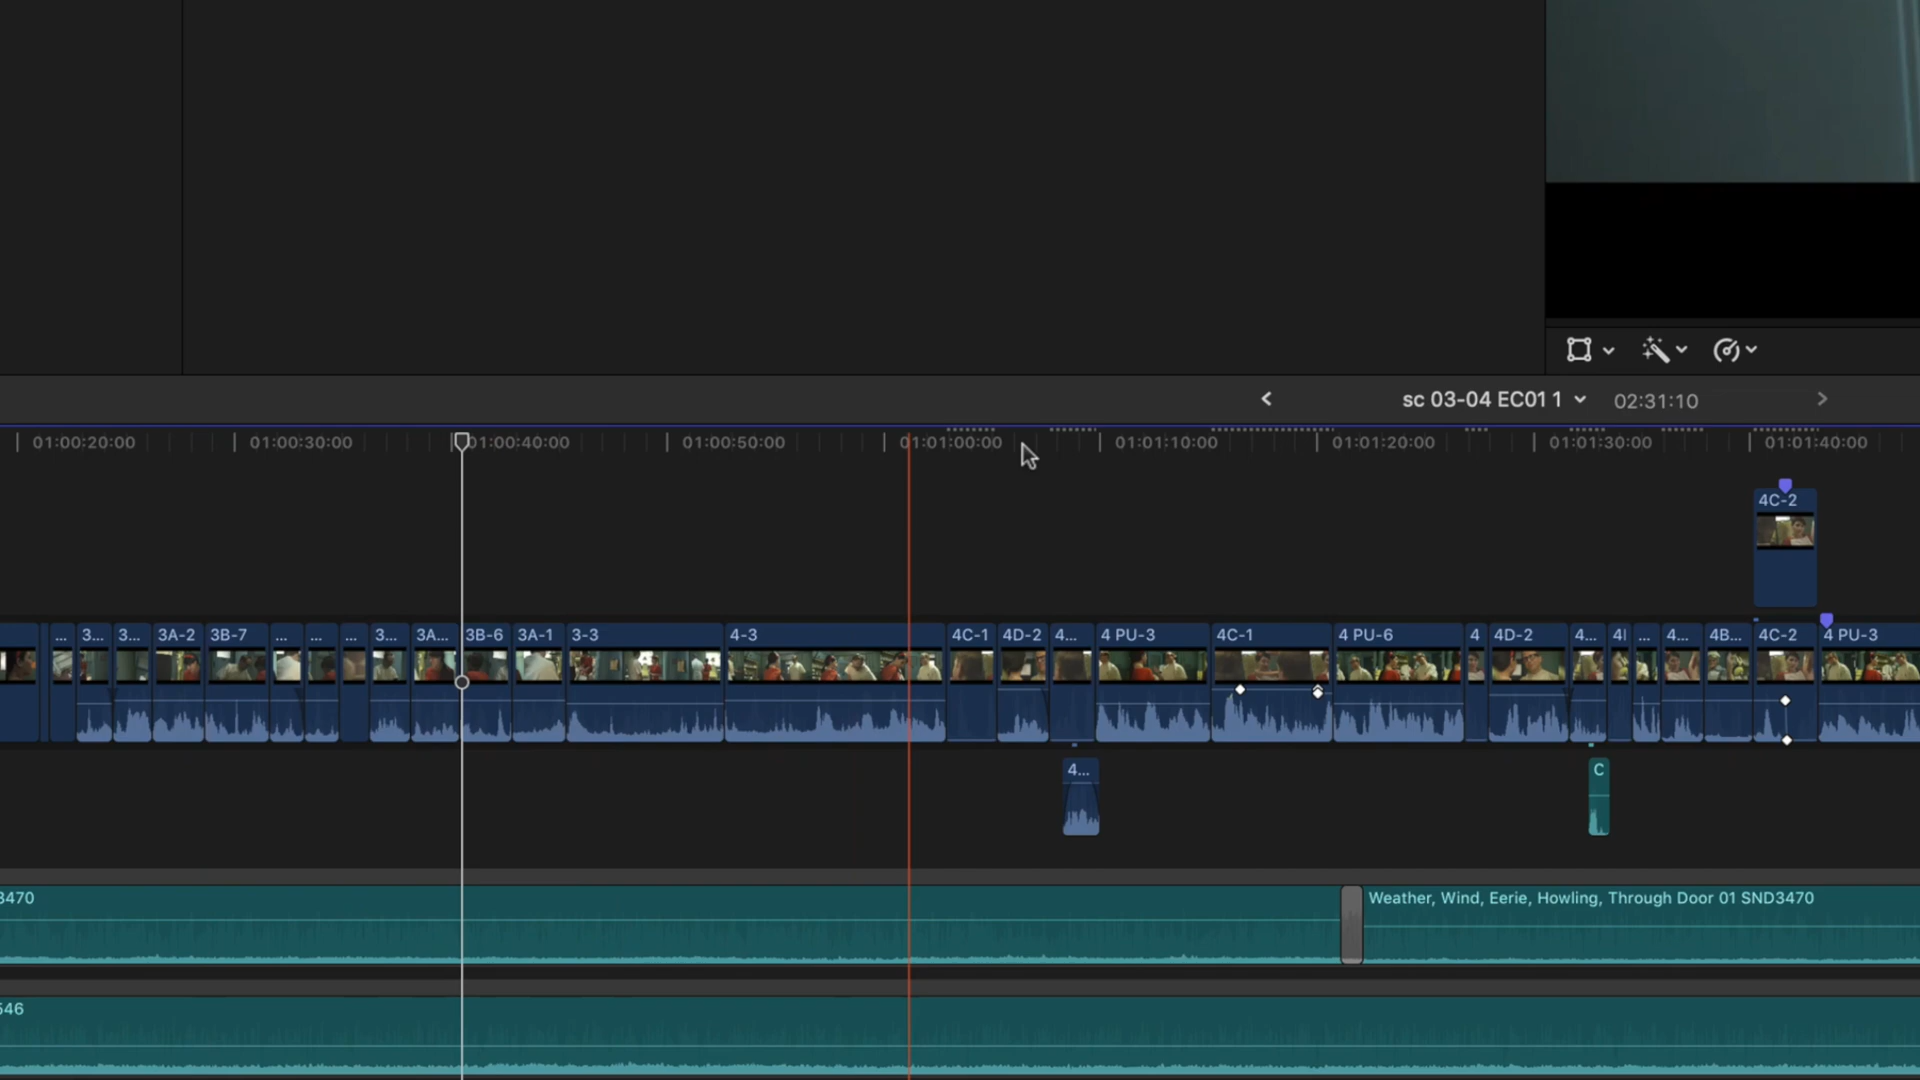 sc 03-04 EC01 1 02:31:10
01:00:20:00 01:00:30:00 01:00:40:00 01:00:50:00 01:01:00:00 01:01:10:00 01:01:20:00 01:01:30:00 01:01:40:00
4C-2
... 3... 3... 3A-2 3B-7 ... ... ... 3... 3A... 3B-6 3A-1 3-3 4-3 4C-1 4D-2 4... 4 PU-3 4C-1 4 PU-6 4 4D-2 4... 4 ... 4... 4B... 4C-2 4 PU-3
4... C
3470 Weather, Wind, Eerie, Howling, Through Door 01 SND3470
546